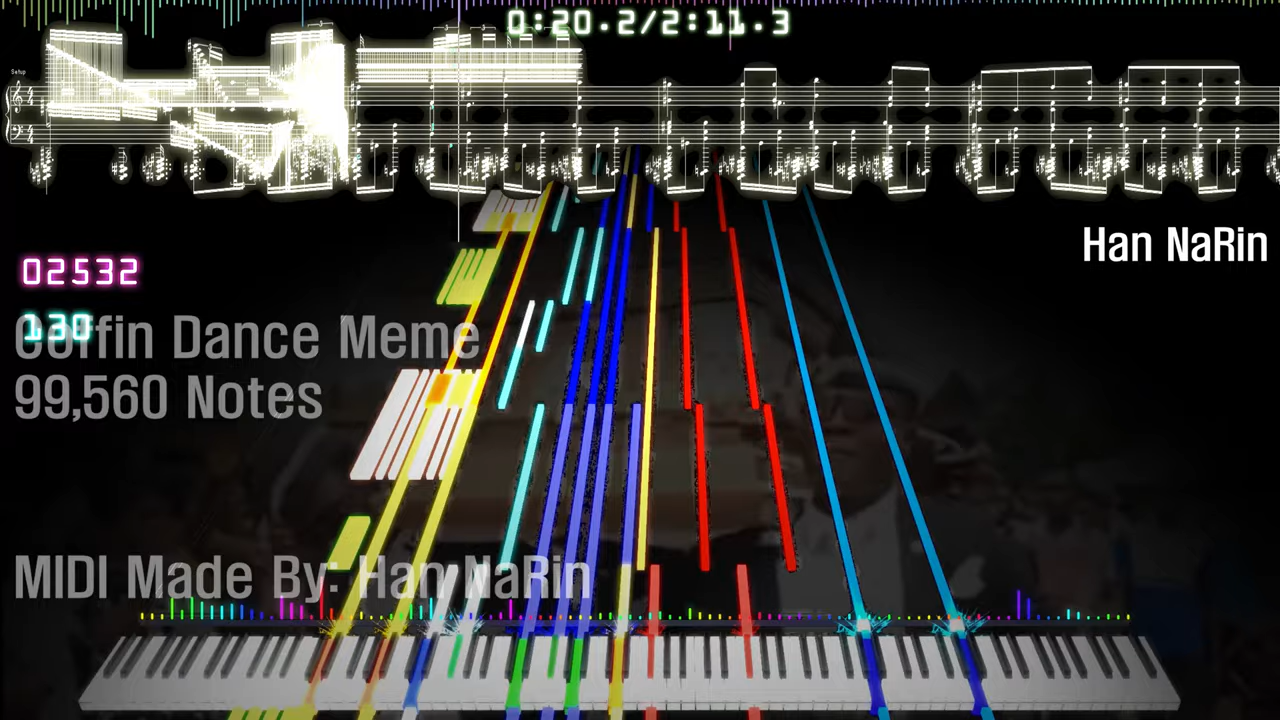 0:20.2/2:11.3
Setup
Han NaRin
02532
130
Coffin Dance Meme
99,560 Notes
MIDI Made By: Han NaRin